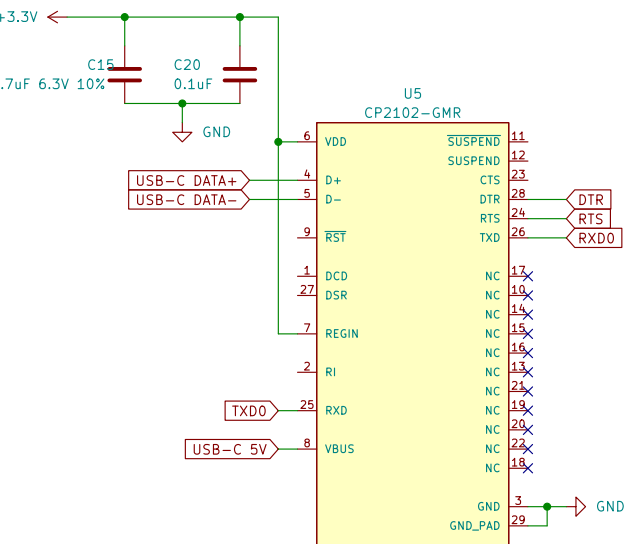 +3.3V
C15
C20
.7uF 6.3V 10%
0.1uF
GND
U5
CP2102-GMR
6 VDD
SUSPEND 11
SUSPEND 12
USB-C DATA+ 4 D+
CTS 23
USB-C DATA- 5 D-
DTR 28 DTR
RTS 24 RTS
9 RST
TXD 26 RXD0
1 DCD
NC 17
27 DSR
NC 10
NC 14
7 REGIN
NC 15
NC 16
2 RI
NC 13
NC 21
TXD0 25 RXD
NC 19
NC 20
USB-C 5V 8 VBUS
NC 22
NC 18
GND 3 GND
GND_PAD 29